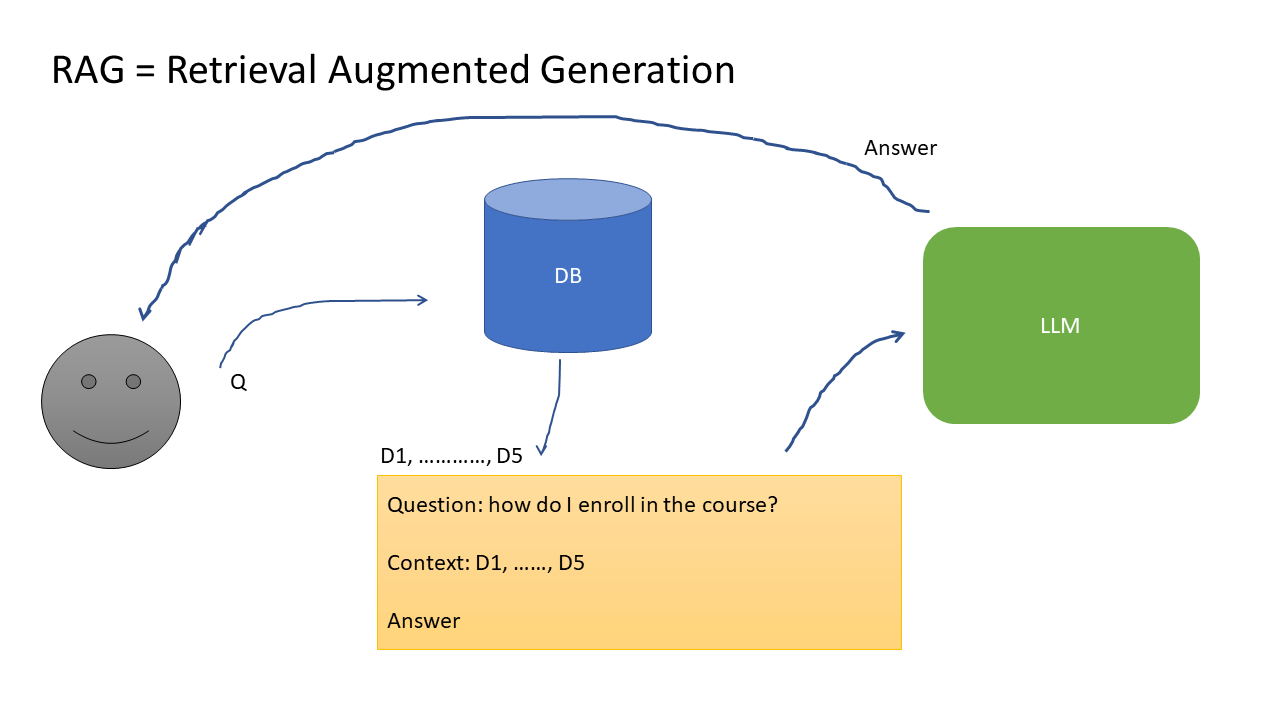 RAG = Retrieval Augmented Generation
Answer
DB
LLM
Q
D1, …………, D5
Question: how do I enroll in the course?
Context: D1, ……, D5
Answer